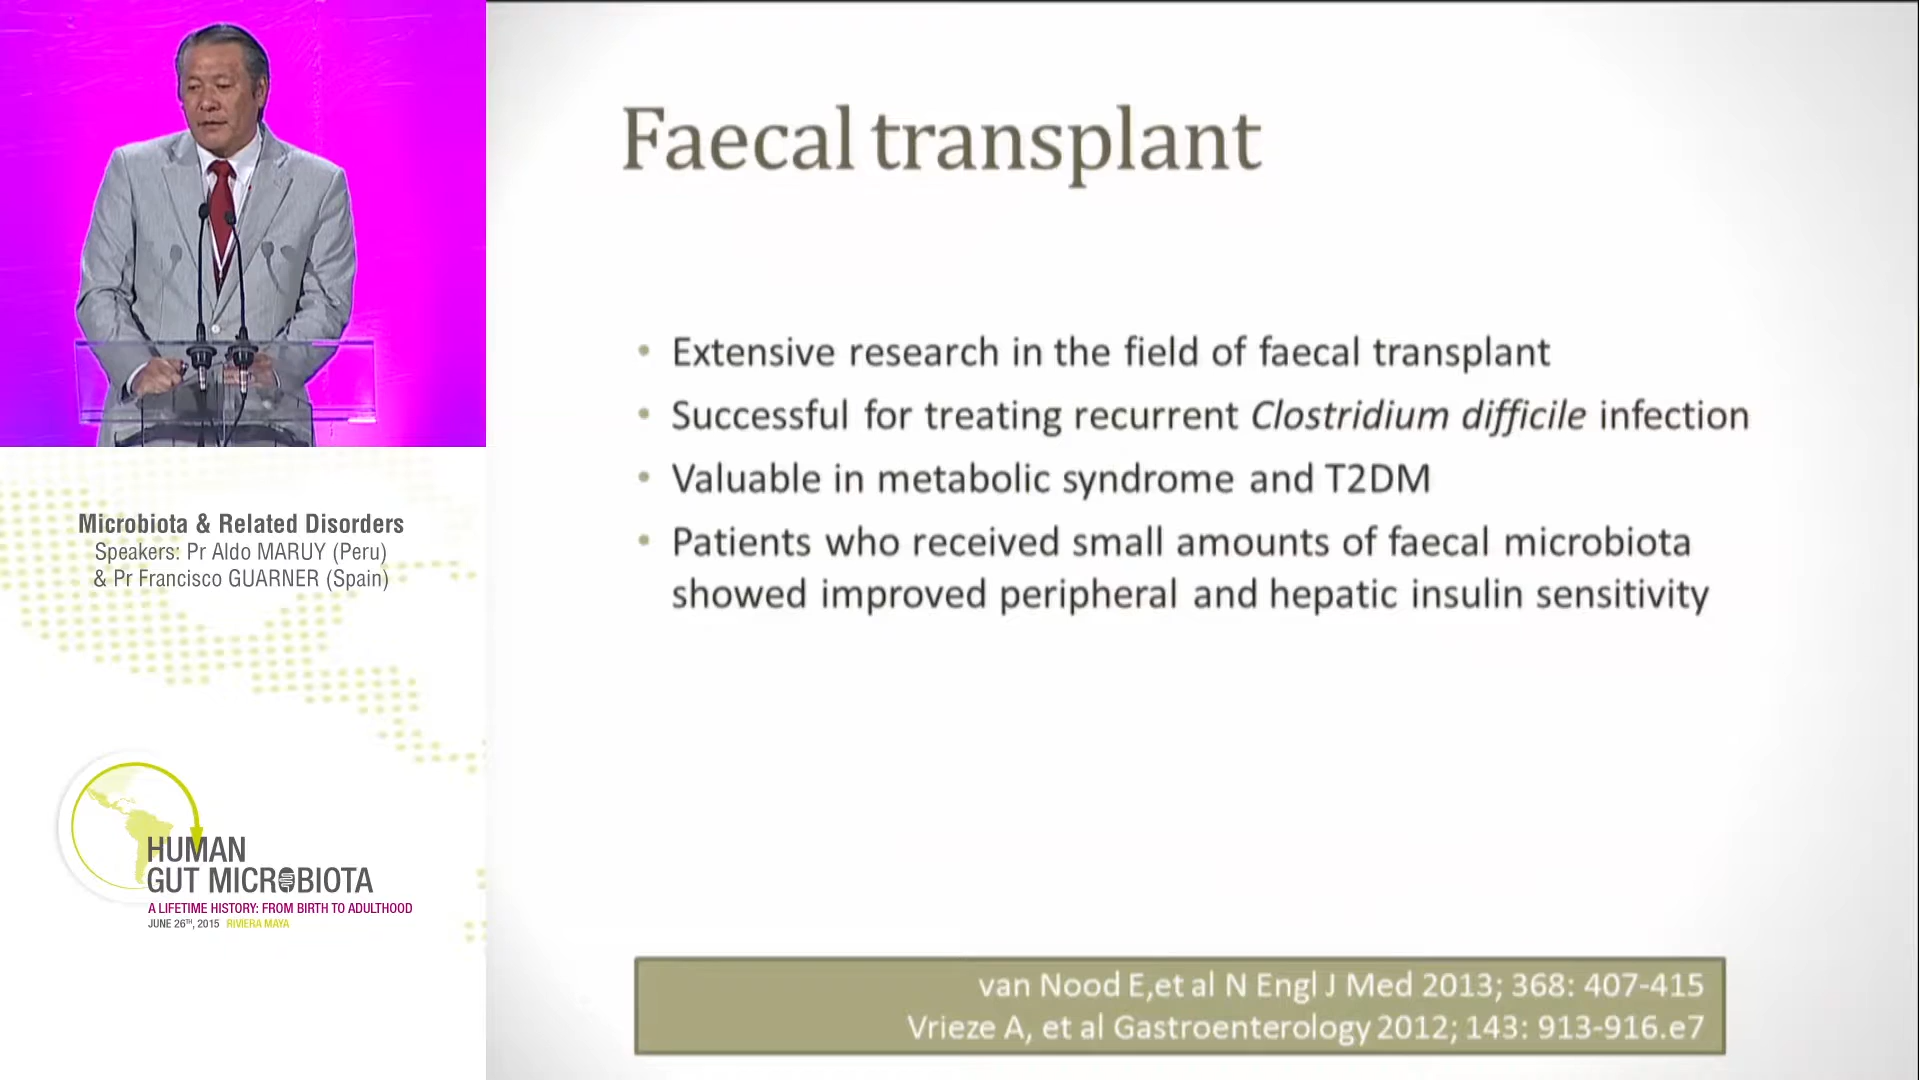 Faecal transplant
• Extensive research in the field of faecal transplant
• Successful for treating recurrent Clostridium difficile infection
• Valuable in metabolic syndrome and T2DM
• Patients who received small amounts of faecal microbiota
showed improved peripheral and hepatic insulin sensitivity
van Nood E,et al N Engl J Med 2013; 368: 407-415
Vrieze A, et al Gastroenterology 2012; 143: 913-916.e7
Microbiota & Related Disorders
Speakers: Pr Aldo MARUY (Peru)
& Pr Francisco GUARNER (Spain)
HUMAN
GUT MICROBIOTA
A LIFETIME HISTORY: FROM BIRTH TO ADULTHOOD
JUNE 26TH, 2015 RIVIERA MAYA